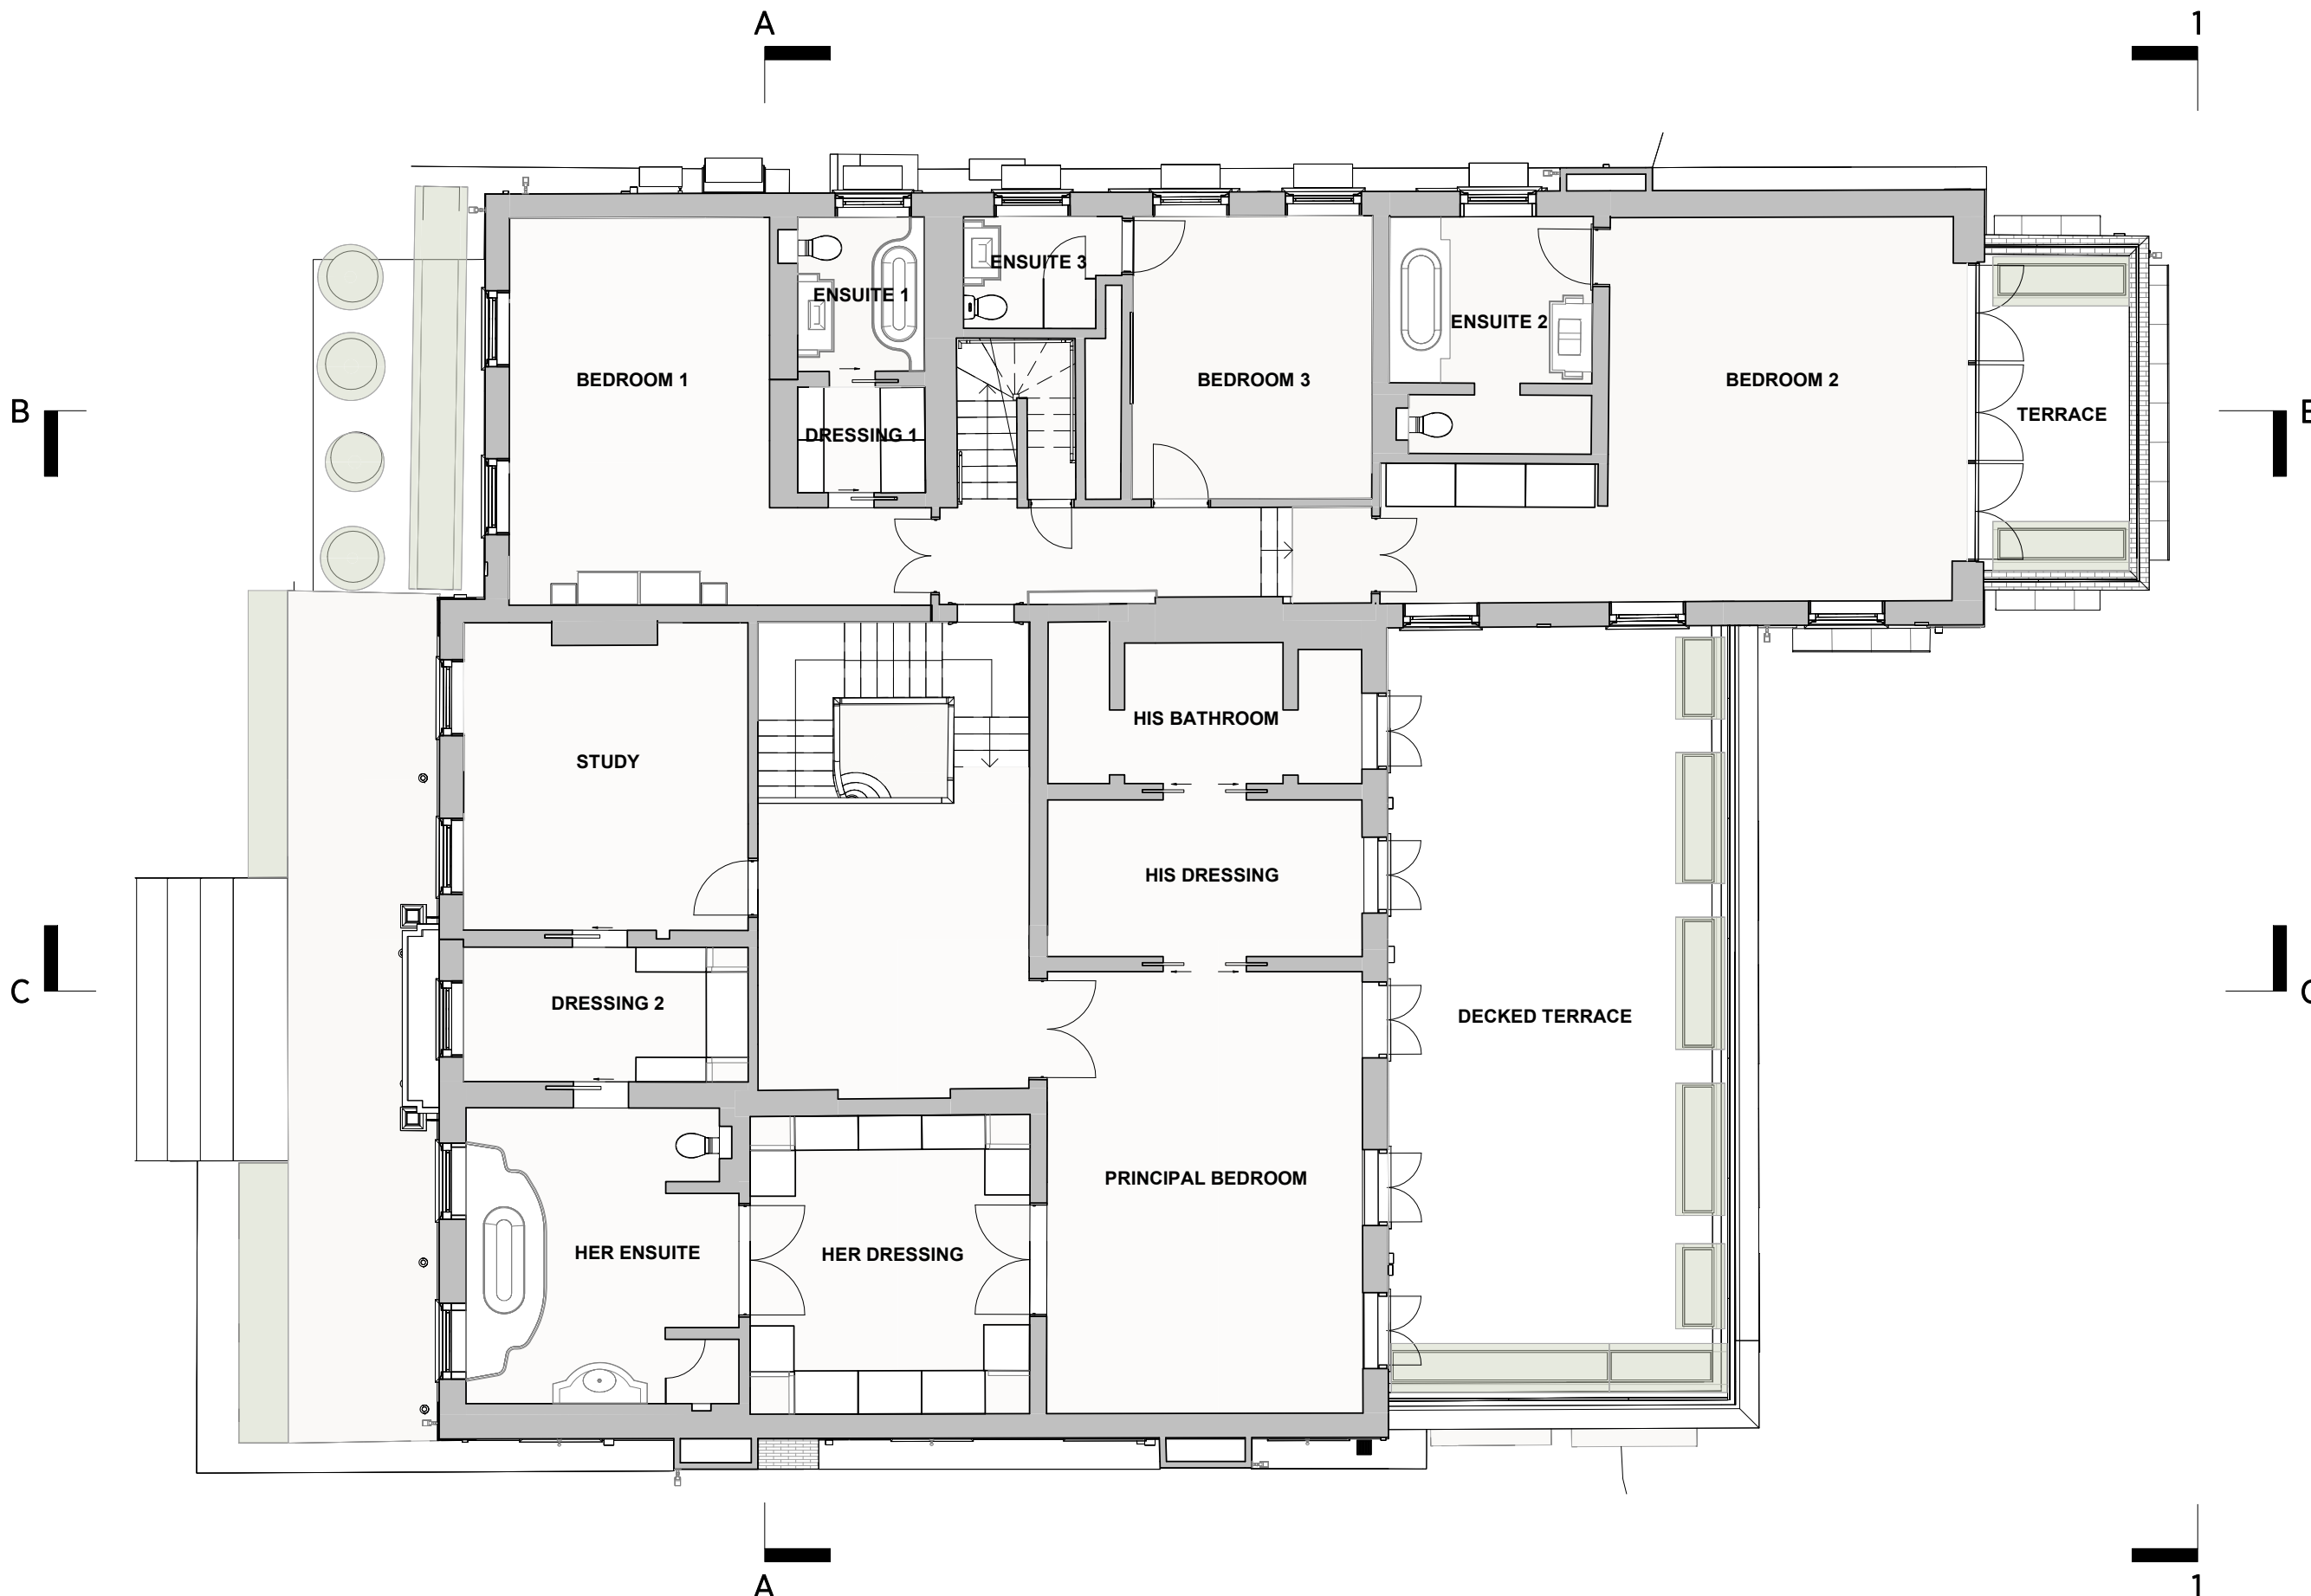 A
1
ENSUITE 3
ENSUITE 1
ENSUITE 2
BEDROOM 1
BEDROOM 3
BEDROOM 2
B
TERRACE
DRESSING 1
HIS BATHROOM
STUDY
HIS DRESSING
C
DRESSING 2
DECKED TERRACE
PRINCIPAL BEDROOM
HER ENSUITE
HER DRESSING
A
1